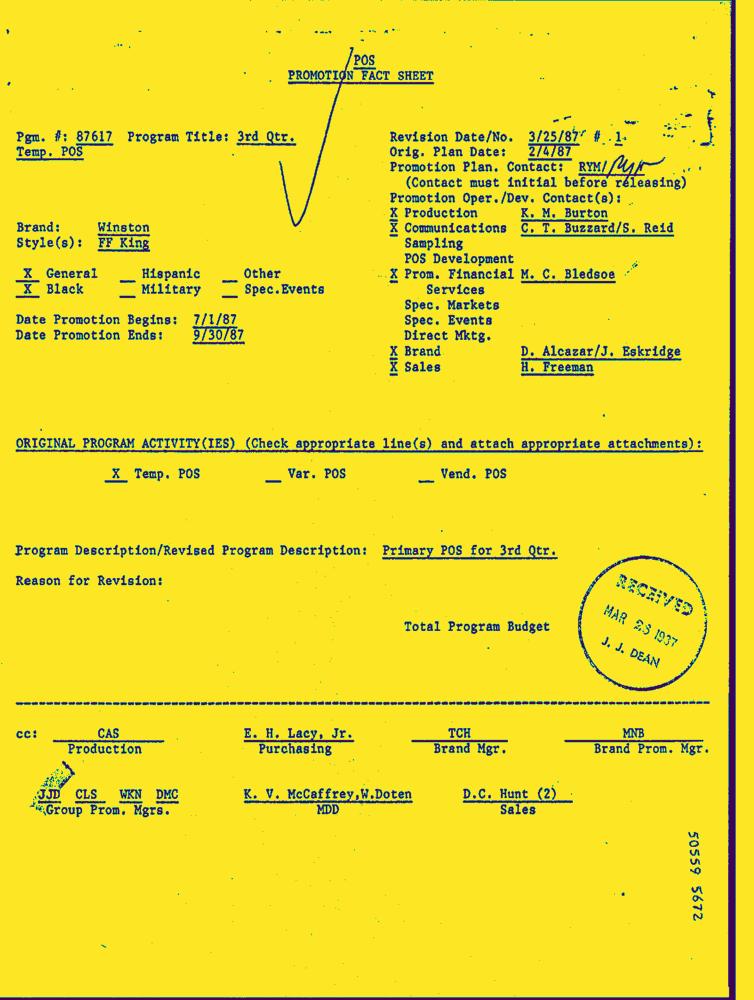 POS
PROMOTION FACT SHEET
Pgm. #: 87617 Program Title: 3rd Qtr.
Temp. POS
Revision Date/No. 3/25/87 # 1
Orig. Plan Date: 2/4/87
Promotion Plan. Contact: RYM/
(Contact must initial before releasing)
Promotion Oper./Dev. Contact(s):
X Production K. M. Burton
X Communications C. T. Buzzard/S. Reid
Sampling
POS Development
X Prom. Financial M. C. Bledsoe
Services
Spec. Markets
Spec. Events
Direct Mktg.
X Brand D. Alcazar/J. Eskridge
X Sales H. Freeman
Brand: Winston
Style(s): FF King
X General __ Hispanic __ Other
X Black __ Military __ Spec.Events
Date Promotion Begins: 7/1/87
Date Promotion Ends: 9/30/87
ORIGINAL PROGRAM ACTIVITY(IES) (Check appropriate line(s) and attach appropriate attachments):
X Temp. POS __ Var. POS __ Vend. POS
Program Description/Revised Program Description: Primary POS for 3rd Qtr.
Reason for Revision:
Total Program Budget
RECEIVED
MAR 26 1987
J. J. DEAN
cc: CAS E. H. Lacy, Jr. TCH MNB
Production Purchasing Brand Mgr. Brand Prom. Mgr.
JJD CLS WKN DMC K. V. McCaffrey,W.Doten D.C. Hunt (2)
Group Prom. Mgrs. MDD Sales
50559 5672